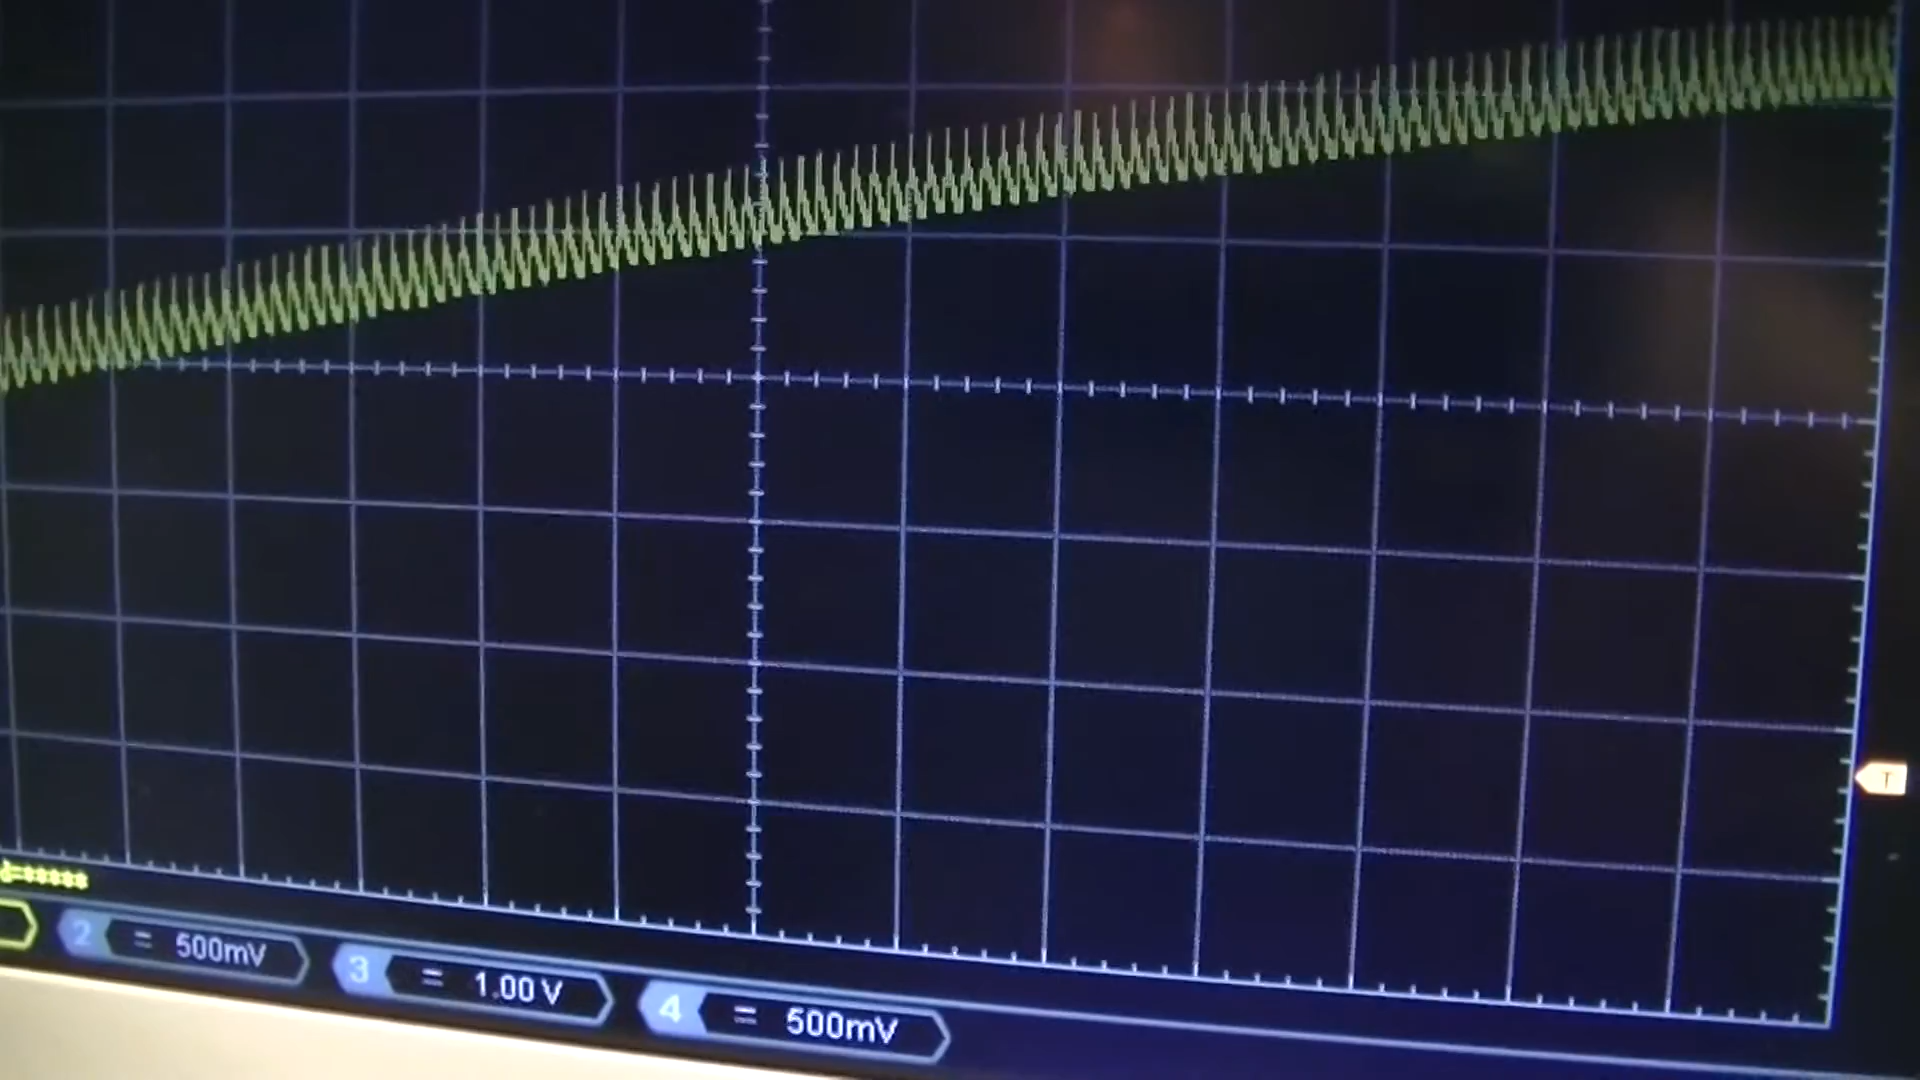 T
2 = 500mV
3 = 1.00 V
4 = 500mV